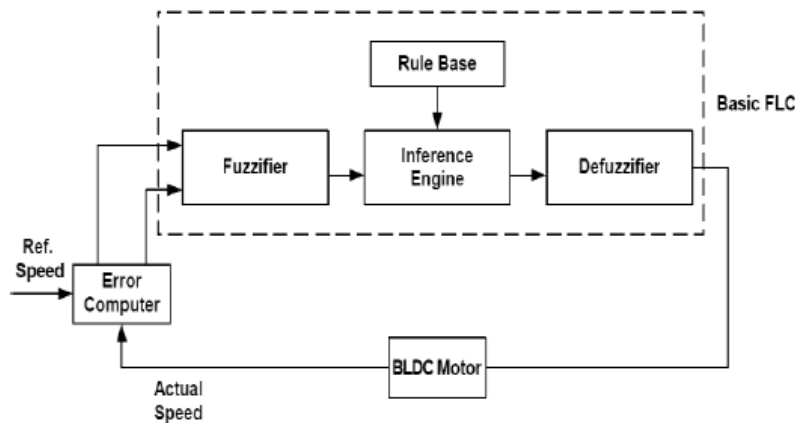 Rule Base
Basic FLC
Fuzzifier
Inference
Engine
Defuzzifier
Ref.
Speed
Error
Computer
BLDC Motor
Actual
Speed